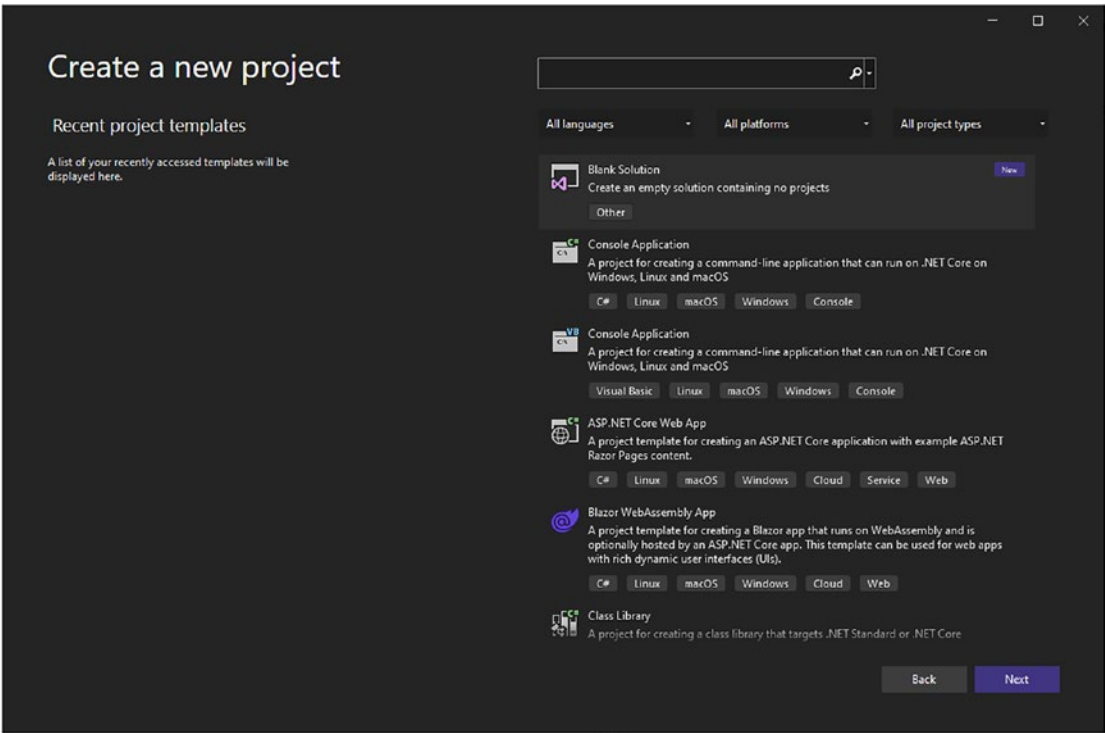 Create a new project
Recent project templates
A list of your recently accessed templates will be
displayed here.
All languages
All platforms
All project types
Blank Solution
New
Create an empty solution containing no projects
Other
C#
C:\
Console Application
A project for creating a command-line application that can run on .NET Core on
Windows, Linux and macOS
C# Linux macOS Windows Console
VB
C:\
Console Application
A project for creating a command-line application that can run on .NET Core on
Windows, Linux and macOS
Visual Basic Linux macOS Windows Console
C#
ASP.NET Core Web App
A project template for creating an ASP.NET Core application with example ASP.NET
Razor Pages content.
C# Linux macOS Windows Cloud Service Web
@
Blazor WebAssembly App
A project template for creating a Blazor app that runs on WebAssembly and is
optionally hosted by an ASP.NET Core app. This template can be used for web apps
with rich dynamic user interfaces (UIs).
C# Linux macOS Windows Cloud Web
C#
Class Library
A project for creating a class library that targets .NET Standard or .NET Core
Back
Next